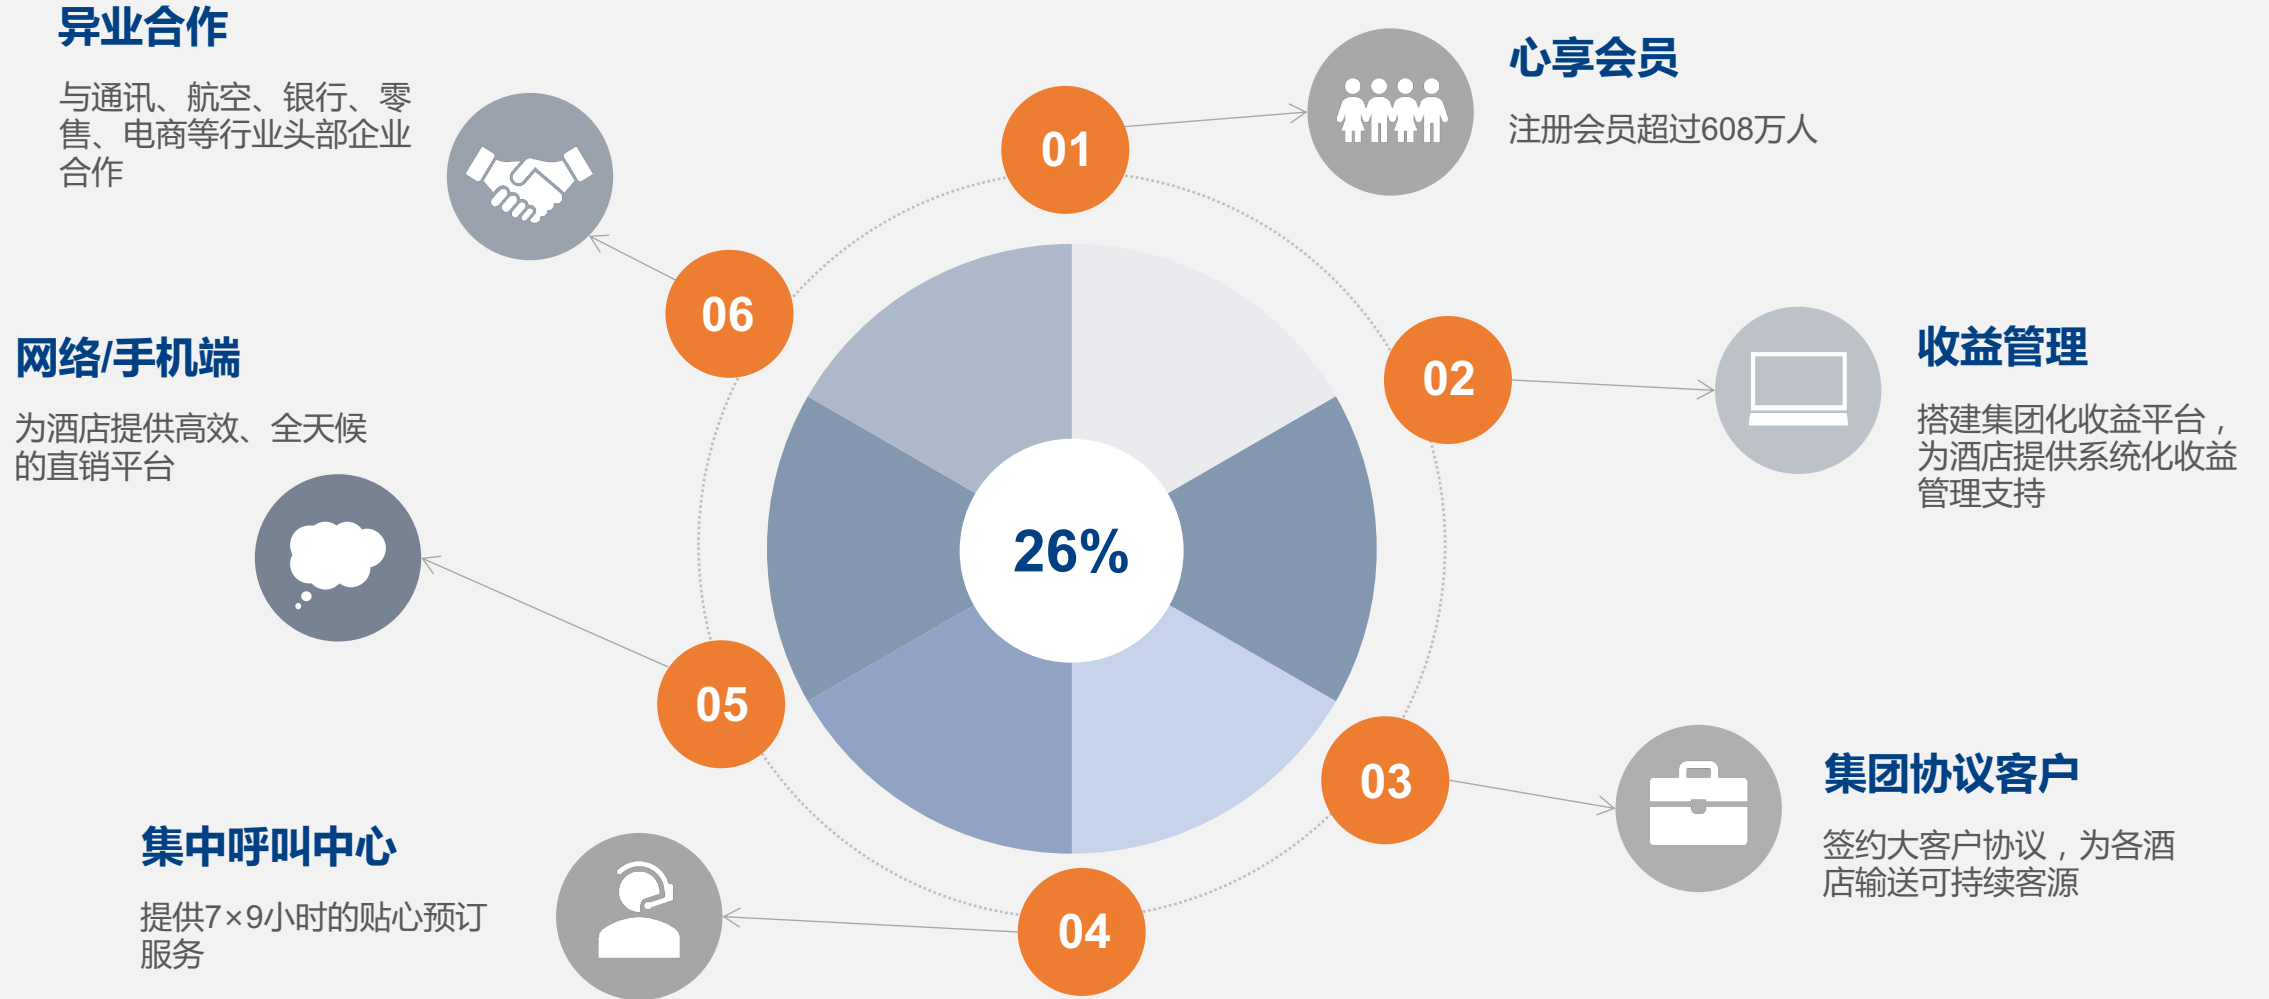 异业合作
与通讯、航空、银行、零
售、电商等行业头部企业
合作
01
心享会员
注册会员超过608万人
06
02
收益管理
搭建集团化收益平台，
为酒店提供系统化收益
管理支持
网络/手机端
为酒店提供高效、全天候
的直销平台
26%
05
03
集团协议客户
签约大客户协议，为各酒
店输送可持续客源
集中呼叫中心
提供7×9小时的贴心预订
服务
04